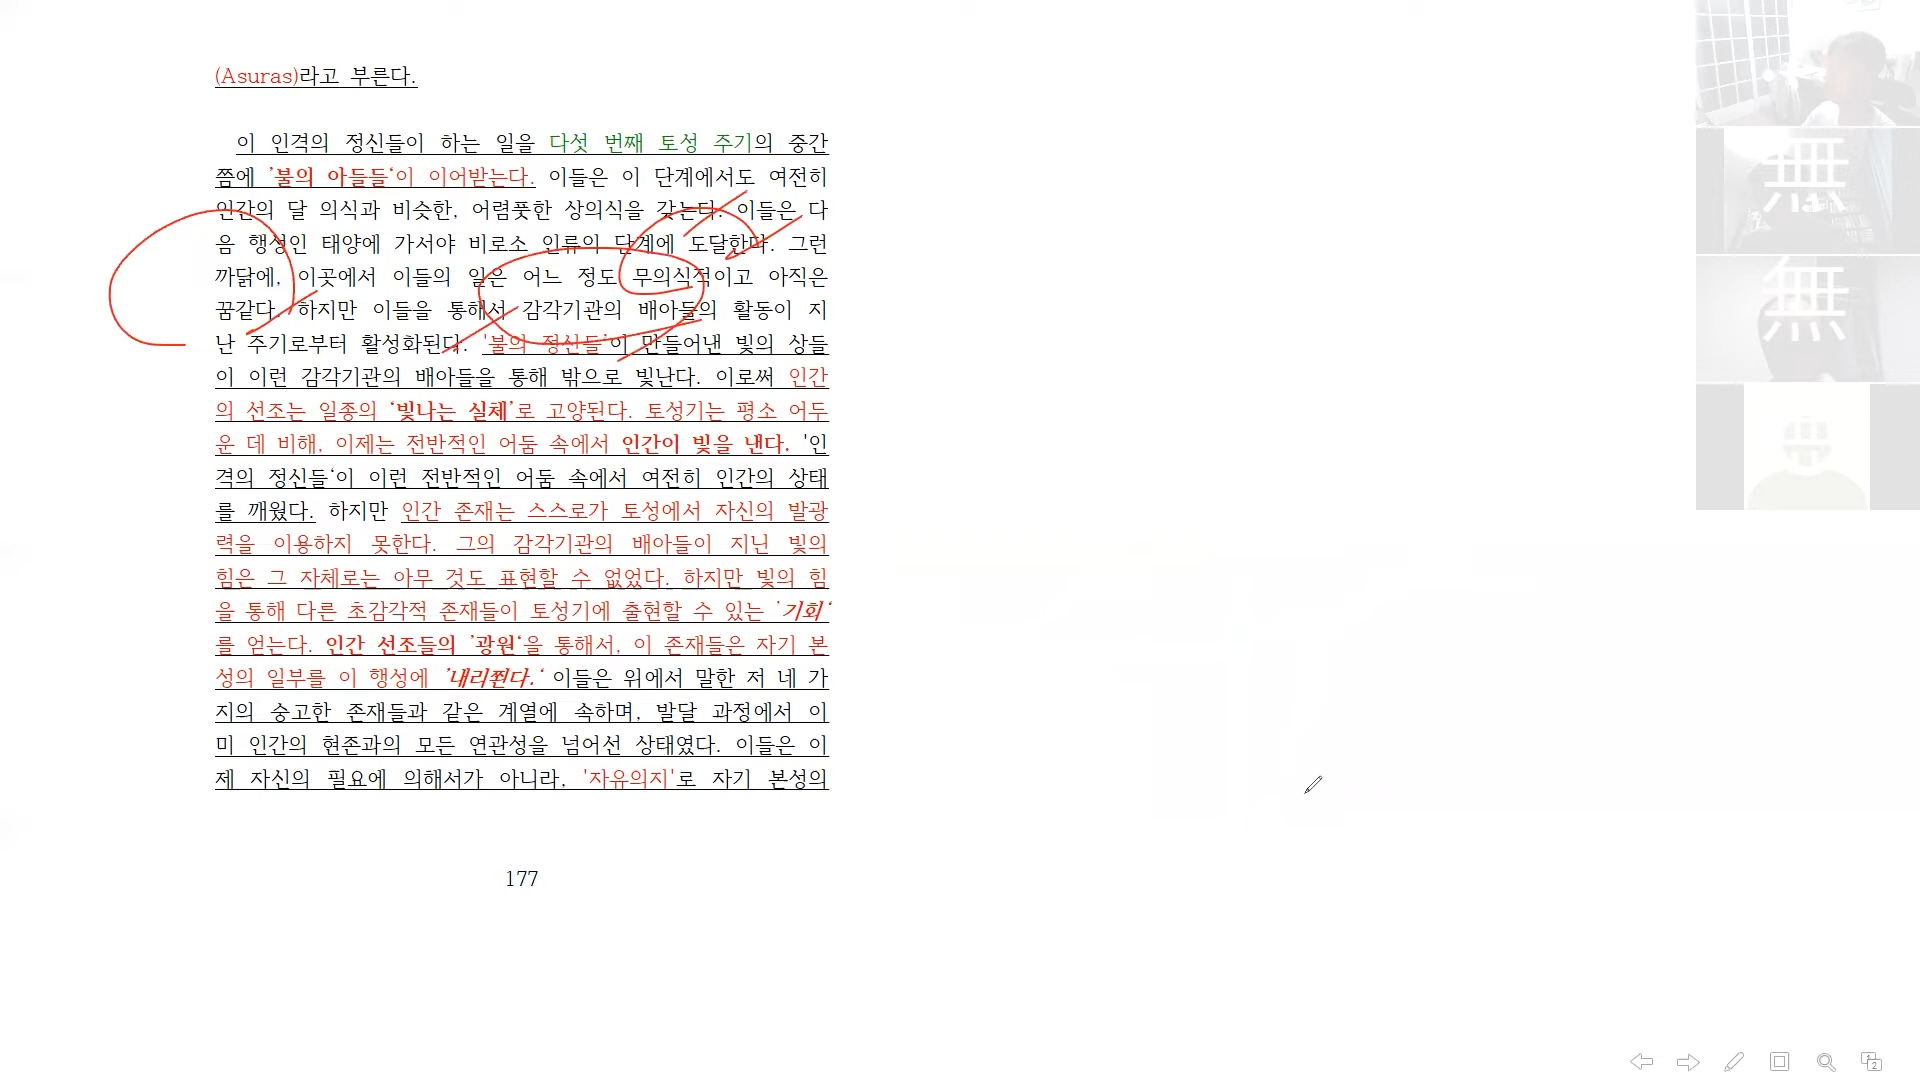 (Asuras)라고 부른다.
이 인격의 정신들이 하는 일을 다섯 번째 토성 주기의 중간
쯤에 ’불의 아들들‘이 이어받는다. 이들은 이 단계에서도 여전히
인간의 달 의식과 비슷한, 어렴풋한 상의식을 갖는다. 이들은 다
음 행성인 태양에 가서야 비로소 인류의 단계에 도달한다. 그런
까닭에, 이곳에서 이들의 일은 어느 정도 무의식적이고 아직은
꿈같다. 하지만 이들을 통해서 감각기관의 배아들의 활동이 지
난 주기로부터 활성화된다. '불의 정신들’이 만들어낸 빛의 상들
이 이런 감각기관의 배아들을 통해 밖으로 빛난다. 이로써 인간
의 선조는 일종의 ‘빛나는 실체’로 고양된다. 토성기는 평소 어두
운 데 비해, 이제는 전반적인 어둠 속에서 인간이 빛을 낸다. '인
격의 정신들‘이 이런 전반적인 어둠 속에서 여전히 인간의 상태
를 깨웠다. 하지만 인간 존재는 스스로가 토성에서 자신의 발광
력을 이용하지 못한다. 그의 감각기관의 배아들이 지닌 빛의
힘은 그 자체로는 아무 것도 표현할 수 없었다. 하지만 빛의 힘
을 통해 다른 초감각적 존재들이 토성기에 출현할 수 있는 ’기회‘
를 얻는다. 인간 선조들의 ’광원‘을 통해서, 이 존재들은 자기 본
성의 일부를 이 행성에 ’내리쬔다.‘ 이들은 위에서 말한 저 네 가
지의 숭고한 존재들과 같은 계열에 속하며, 발달 과정에서 이
미 인간의 현존과의 모든 연관성을 넘어선 상태였다. 이들은 이
제 자신의 필요에 의해서가 아니라, '자유의지'로 자기 본성의
177
無
無
無